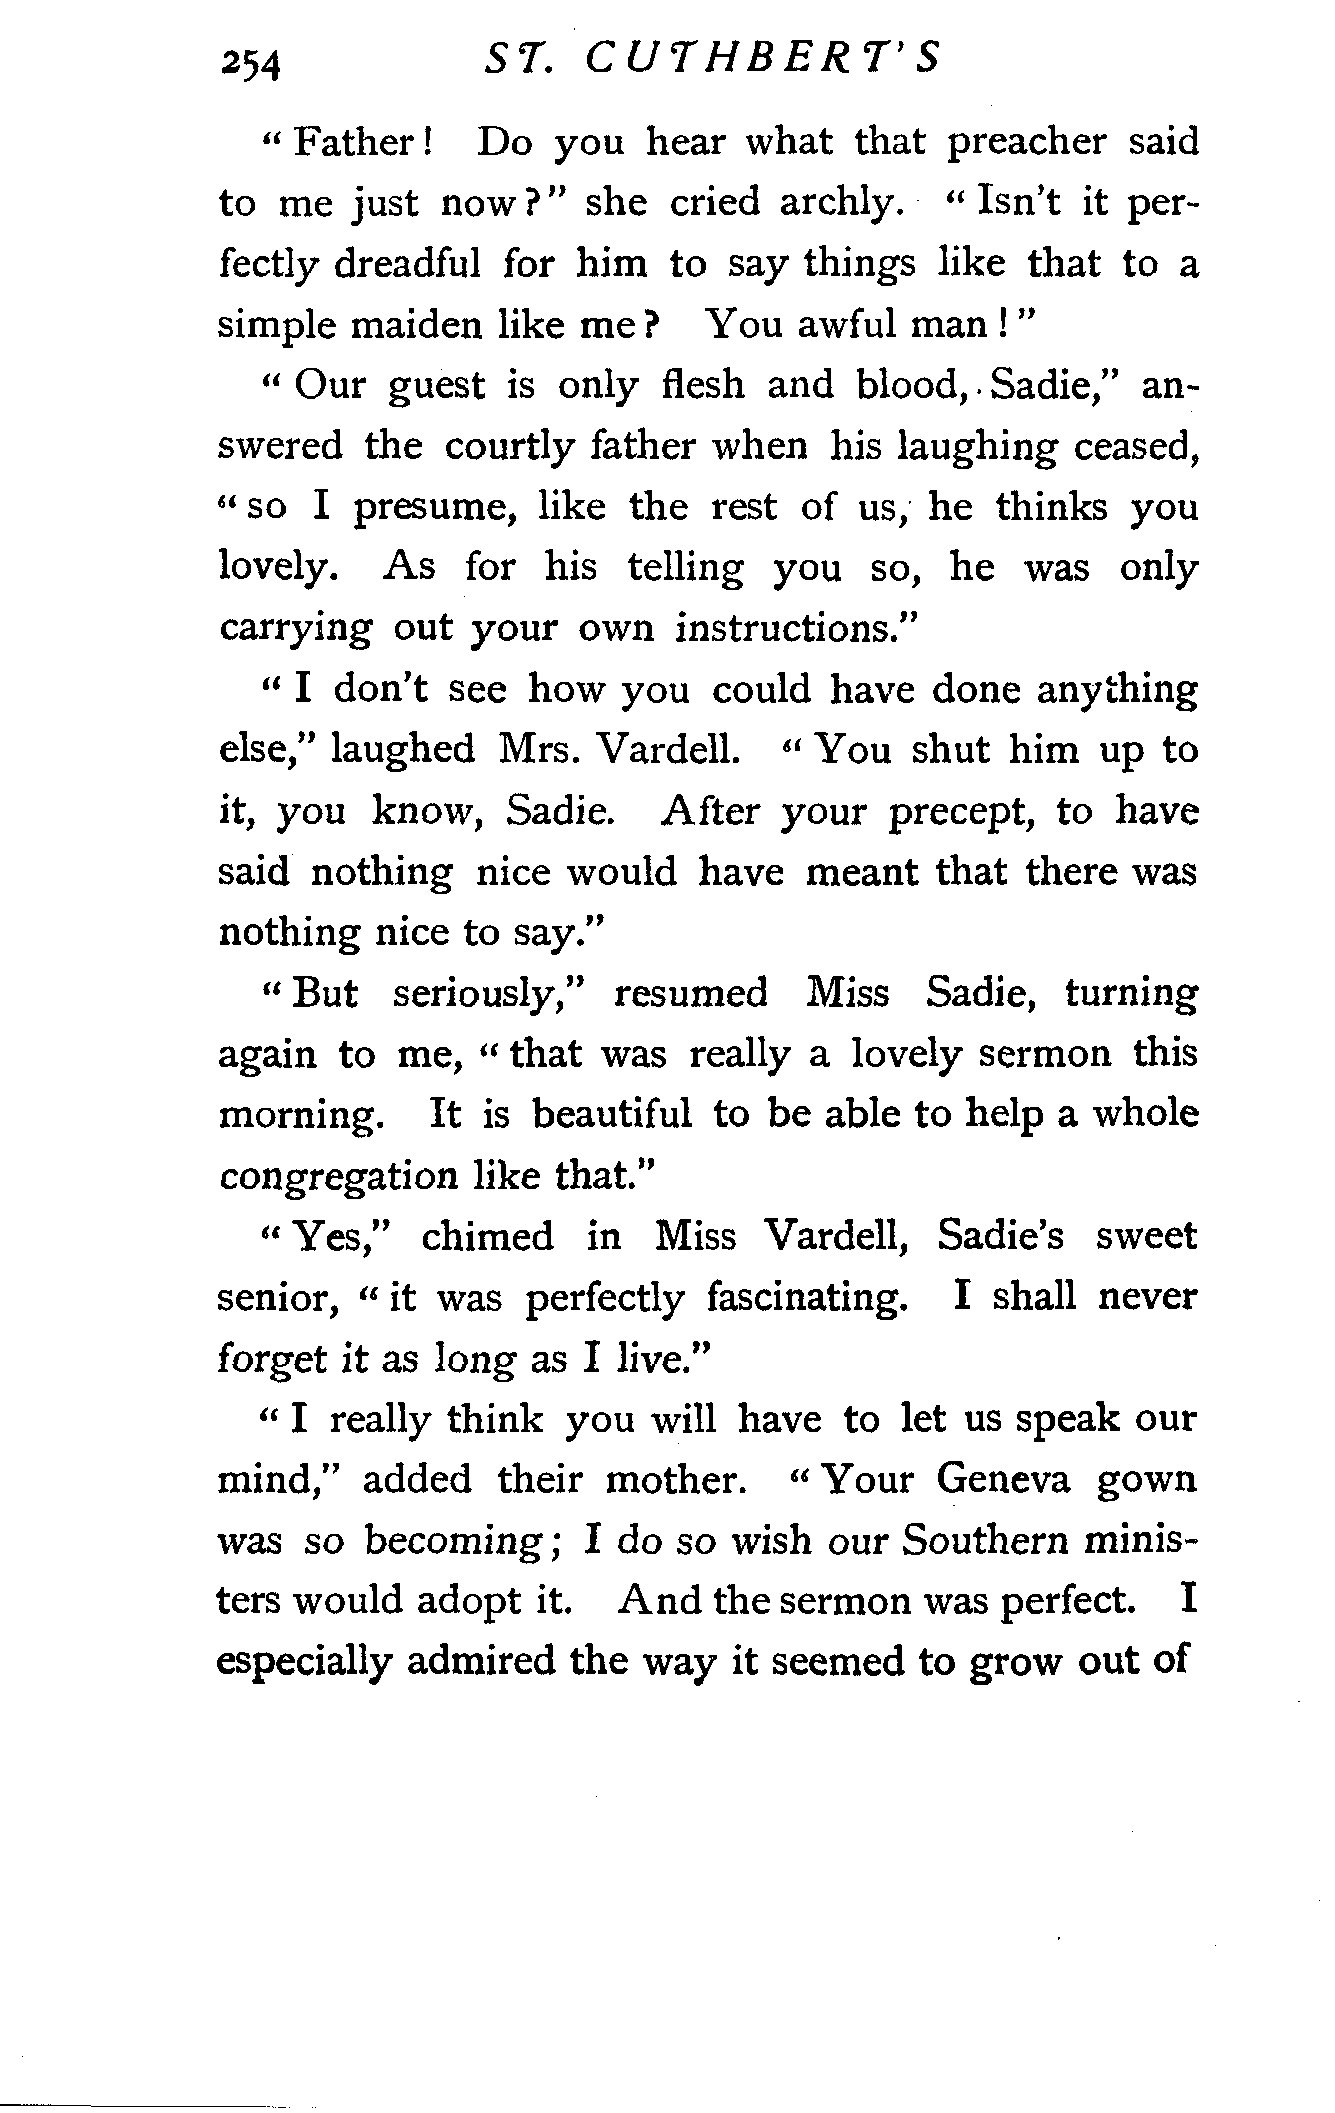 254 ST. CUTHBERT'S
“Father! Do you hear what that preacher said
to me just now?” she cried archly. “Isn't it per-
fectly dreadful for him to say things like that to a
simple maiden like me? You awful man!”
“Our guest is only flesh and blood, Sadie,” an-
swered the courtly father when his laughing ceased,
“so I presume, like the rest of us, he thinks you
lovely. As for his telling you so, he was only
carrying out your own instructions.”
“I don't see how you could have done anything
else,” laughed Mrs. Vardell. “You shut him up to
it, you know, Sadie. After your precept, to have
said nothing nice would have meant that there was
nothing nice to say.”
“But seriously,” resumed Miss Sadie, turning
again to me, “that was really a lovely sermon this
morning. It is beautiful to be able to help a whole
congregation like that.”
“Yes,” chimed in Miss Vardell, Sadie's sweet
senior, “it was perfectly fascinating. I shall never
forget it as long as I live.”
“I really think you will have to let us speak our
mind,” added their mother. “Your Geneva gown
was so becoming; I do so wish our Southern minis-
ters would adopt it. And the sermon was perfect. I
especially admired the way it seemed to grow out of